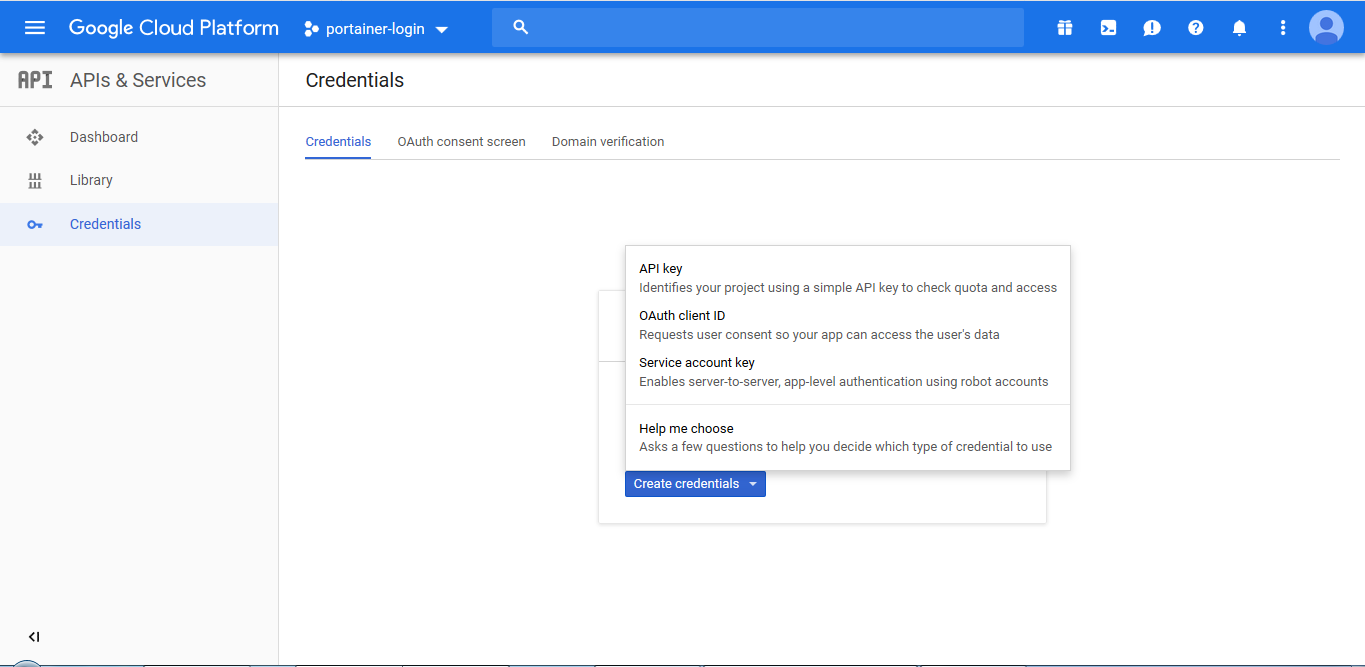 Google Cloud Platform
portainer-login
API
APIs & Services
Credentials
Dashboard
Library
Credentials
Credentials
OAuth consent screen
Domain verification
API key
Identifies your project using a simple API key to check quota and access
OAuth client ID
Requests user consent so your app can access the user's data
Service account key
Enables server-to-server, app-level authentication using robot accounts
Help me choose
Asks a few questions to help you decide which type of credential to use
Create credentials